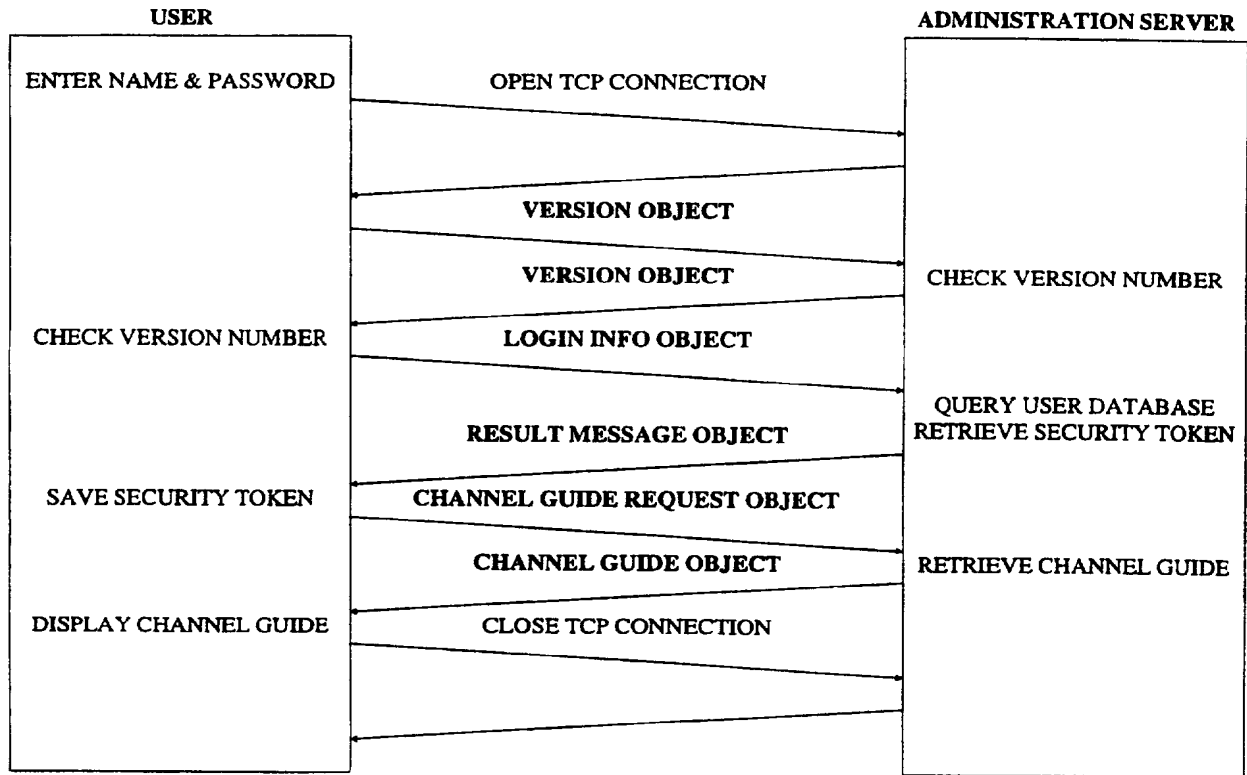 USER
ADMINISTRATION SERVER
ENTER NAME & PASSWORD
OPEN TCP CONNECTION
VERSION OBJECT
VERSION OBJECT
CHECK VERSION NUMBER
CHECK VERSION NUMBER
LOGIN INFO OBJECT
QUERY USER DATABASE
RETRIEVE SECURITY TOKEN
RESULT MESSAGE OBJECT
SAVE SECURITY TOKEN
CHANNEL GUIDE REQUEST OBJECT
CHANNEL GUIDE OBJECT
RETRIEVE CHANNEL GUIDE
DISPLAY CHANNEL GUIDE
CLOSE TCP CONNECTION